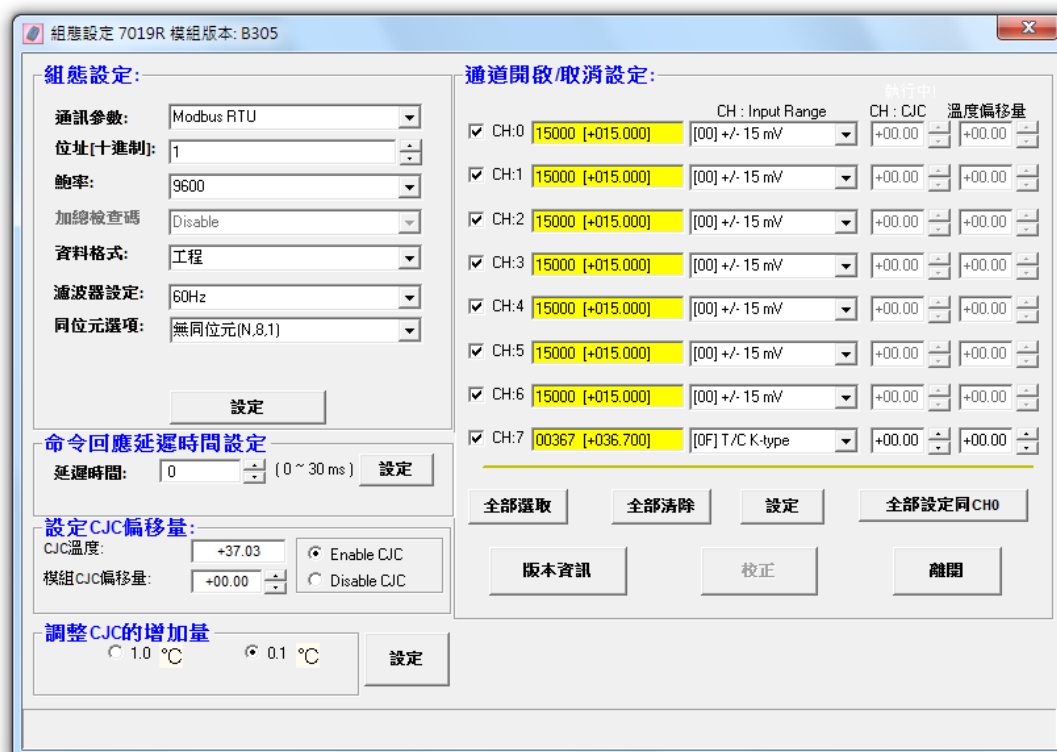 組態設定 7019R 模組版本: B305
組態設定:
通訊參數: Modbus RTU
位址[十進制]: 1
鮑率: 9600
加總檢查碼 Disable
資料格式: 工程
濾波器設定: 60Hz
同位元選項: 無同位元(N,8,1)
設定
命令回應延遲時間設定
延遲時間: 0 ( 0 ~ 30 ms ) 設定
設定CJC偏移量:
CJC溫度: +37.03
模組CJC偏移量: +00.00
Enable CJC
Disable CJC
調整CJC的增加量
1.0 °C 0.1 °C
設定
通道開啟/取消設定:
執行中!
CH : Input Range CH : CJC 溫度偏移量
CH:0 15000 [+015.000] [00] +/- 15 mV +00.00 +00.00
CH:1 15000 [+015.000] [00] +/- 15 mV +00.00 +00.00
CH:2 15000 [+015.000] [00] +/- 15 mV +00.00 +00.00
CH:3 15000 [+015.000] [00] +/- 15 mV +00.00 +00.00
CH:4 15000 [+015.000] [00] +/- 15 mV +00.00 +00.00
CH:5 15000 [+015.000] [00] +/- 15 mV +00.00 +00.00
CH:6 15000 [+015.000] [00] +/- 15 mV +00.00 +00.00
CH:7 00367 [+036.700] [0F] T/C K-type +00.00 +00.00
全部選取 全部清除 設定 全部設定同CH0
版本資訊 校正 離開